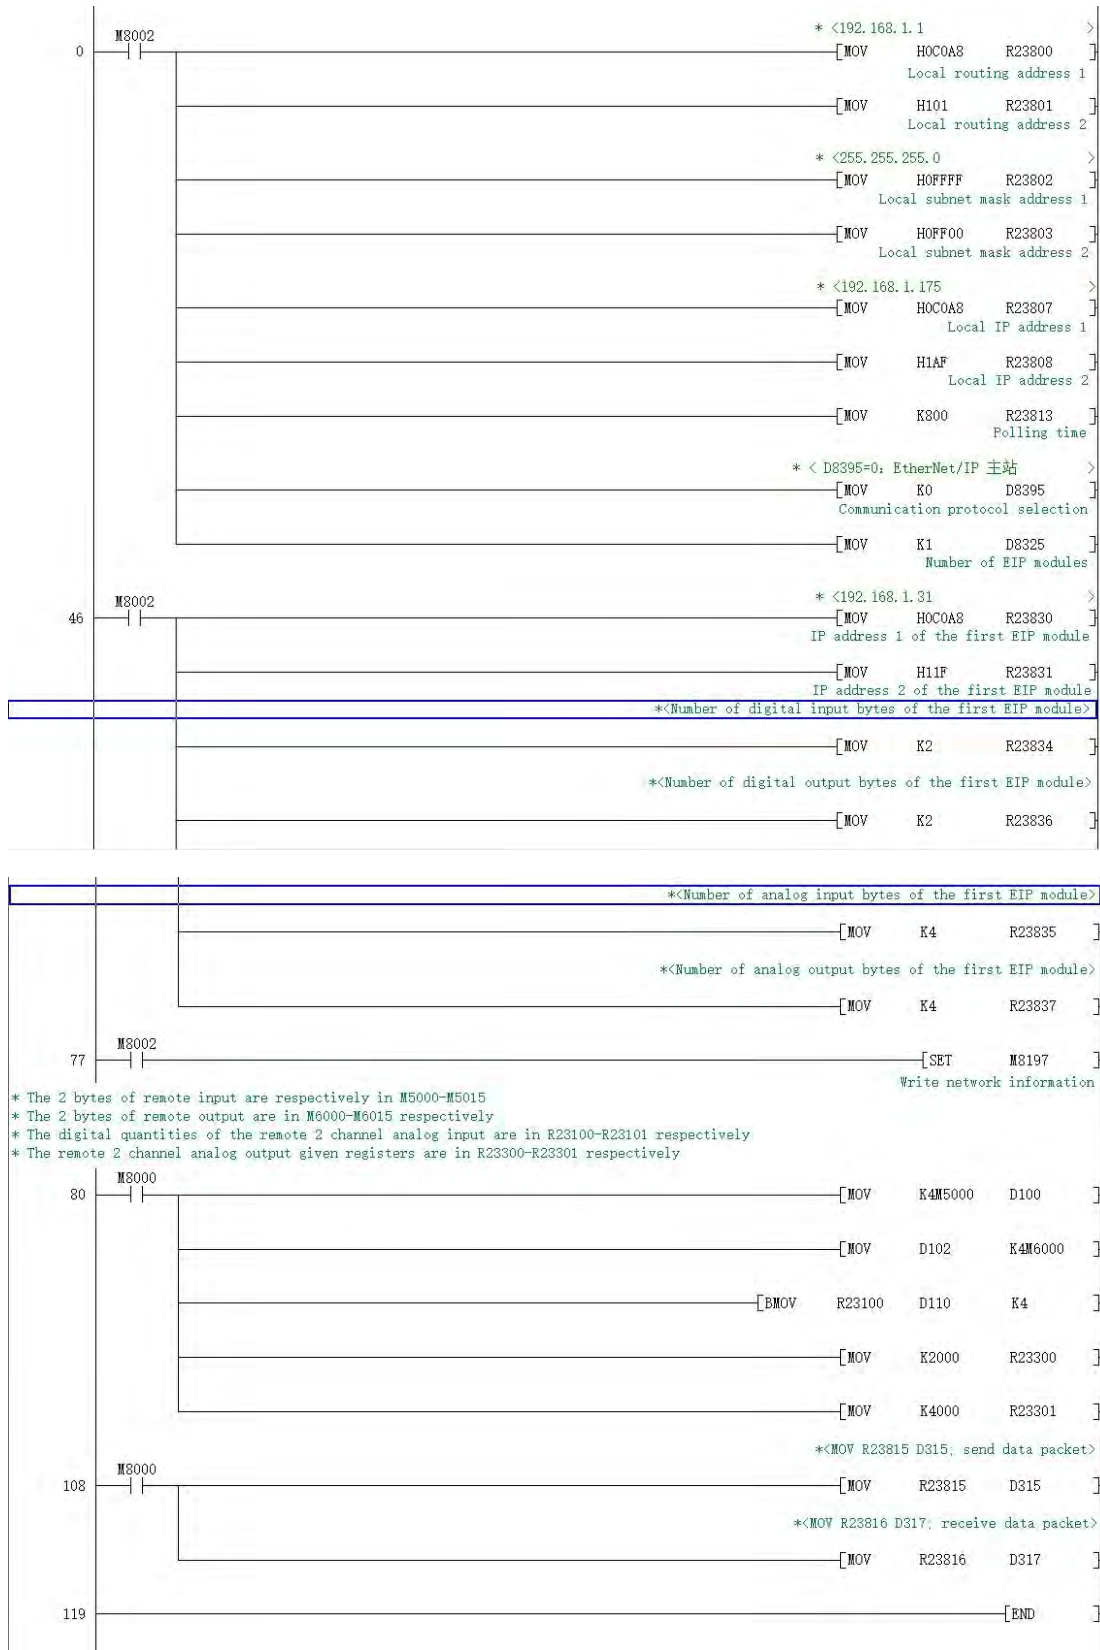 * <192.168.1.1 >
M8002
0 [MOV H0C0A8 R23800 ]
Local routing address 1
[MOV H101 R23801 ]
Local routing address 2
* <255.255.255.0 >
[MOV H0FFFF R23802 ]
Local subnet mask address 1
[MOV H0FF00 R23803 ]
Local subnet mask address 2
* <192.168.1.175 >
[MOV H0C0A8 R23807 ]
Local IP address 1
[MOV H1AF R23808 ]
Local IP address 2
[MOV K800 R23813 ]
Polling time
* < D8395=0: EtherNet/IP 主站 >
[MOV K0 D8395 ]
Communication protocol selection
[MOV K1 D8325 ]
Number of EIP modules
* <192.168.1.31 >
M8002
46 [MOV H0C0A8 R23830 ]
IP address 1 of the first EIP module
[MOV H11F R23831 ]
IP address 2 of the first EIP module
*<Number of digital input bytes of the first EIP module>
[MOV K2 R23834 ]
*<Number of digital output bytes of the first EIP module>
[MOV K2 R23836 ]
*<Number of analog input bytes of the first EIP module>
[MOV K4 R23835 ]
*<Number of analog output bytes of the first EIP module>
[MOV K4 R23837 ]
M8002
77 [SET M8197 ]
Write network information
* The 2 bytes of remote input are respectively in M5000-M5015
* The 2 bytes of remote output are in M6000-M6015 respectively
* The digital quantities of the remote 2 channel analog input are in R23100-R23101 respectively
* The remote 2 channel analog output given registers are in R23300-R23301 respectively
M8000
80 [MOV K4M5000 D100 ]
[MOV D102 K4M6000 ]
[BMOV R23100 D110 K4 ]
[MOV K2000 R23300 ]
[MOV K4000 R23301 ]
*<MOV R23815 D315; send data packet>
M8000
108 [MOV R23815 D315 ]
*<MOV R23816 D317; receive data packet>
[MOV R23816 D317 ]
119 [END ]